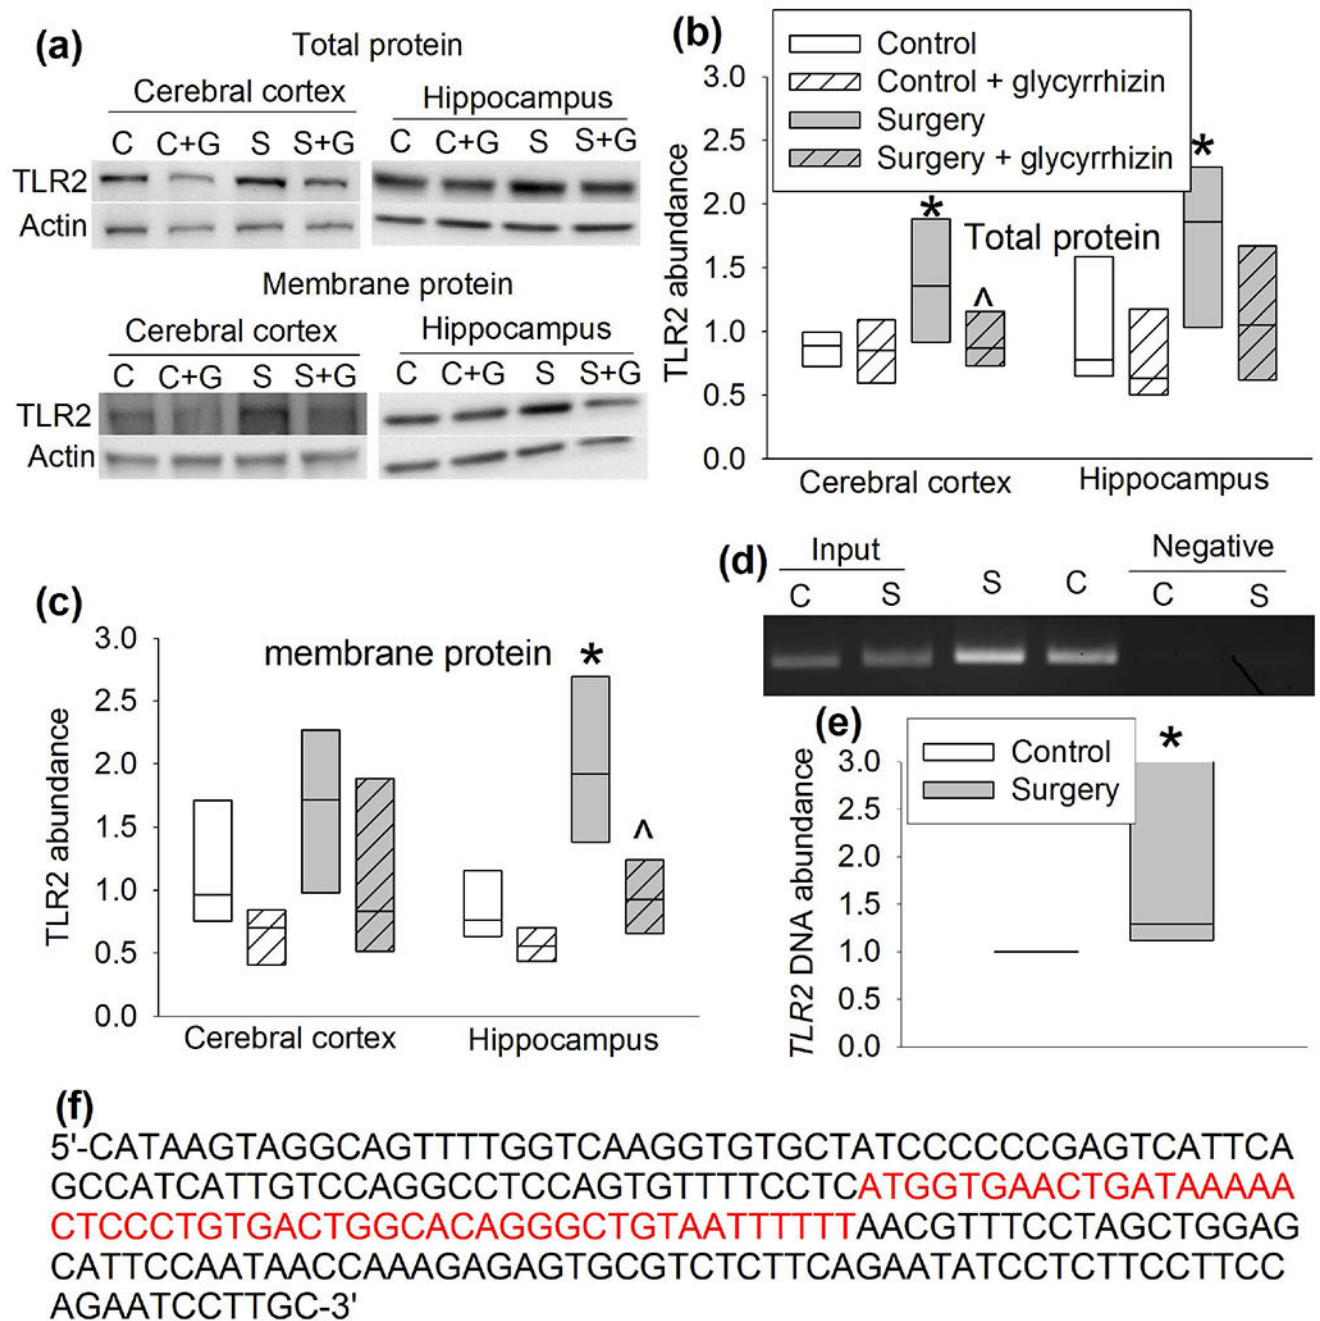 (a)
Total protein
Cerebral cortex
Hippocampus
C C+G S S+G
C C+G S S+G
TLR2
Actin
Membrane protein
Cerebral cortex
Hippocampus
C C+G S S+G
C C+G S S+G
TLR2
Actin
(b)
Control
Control + glycyrrhizin
Surgery
Surgery + glycyrrhizin
TLR2 abundance
3.0
2.5
2.0
1.5
1.0
0.5
0.0
*
*
Total protein
^
Cerebral cortex
Hippocampus
(c)
TLR2 abundance
3.0
2.5
2.0
1.5
1.0
0.5
0.0
membrane protein
*
^
Cerebral cortex
Hippocampus
(d)
Input
Negative
C S S C C S
(e)
Control
Surgery
*
TLR2 DNA abundance
3.0
2.5
2.0
1.5
1.0
0.5
0.0
(f)
5'-CATAAGTAGGCAGTTTTGGTCAAGGTGTGCTATCCCCCCGAGTCATTCA
GCCATCATTGTCCAGGCCTCCAGTGTTTTCCTCATGGTGAACTGATAAAAA
CTCCCTGTGACTGGCACAGGGCTGTAATTTTTTAACGTTTCCTAGCTGGAG
CATTCCAATAACCAAAGAGAGTGCGTCTCTTCAGAATATCCTCTTCCTTCC
AGAATCCTTGC-3'